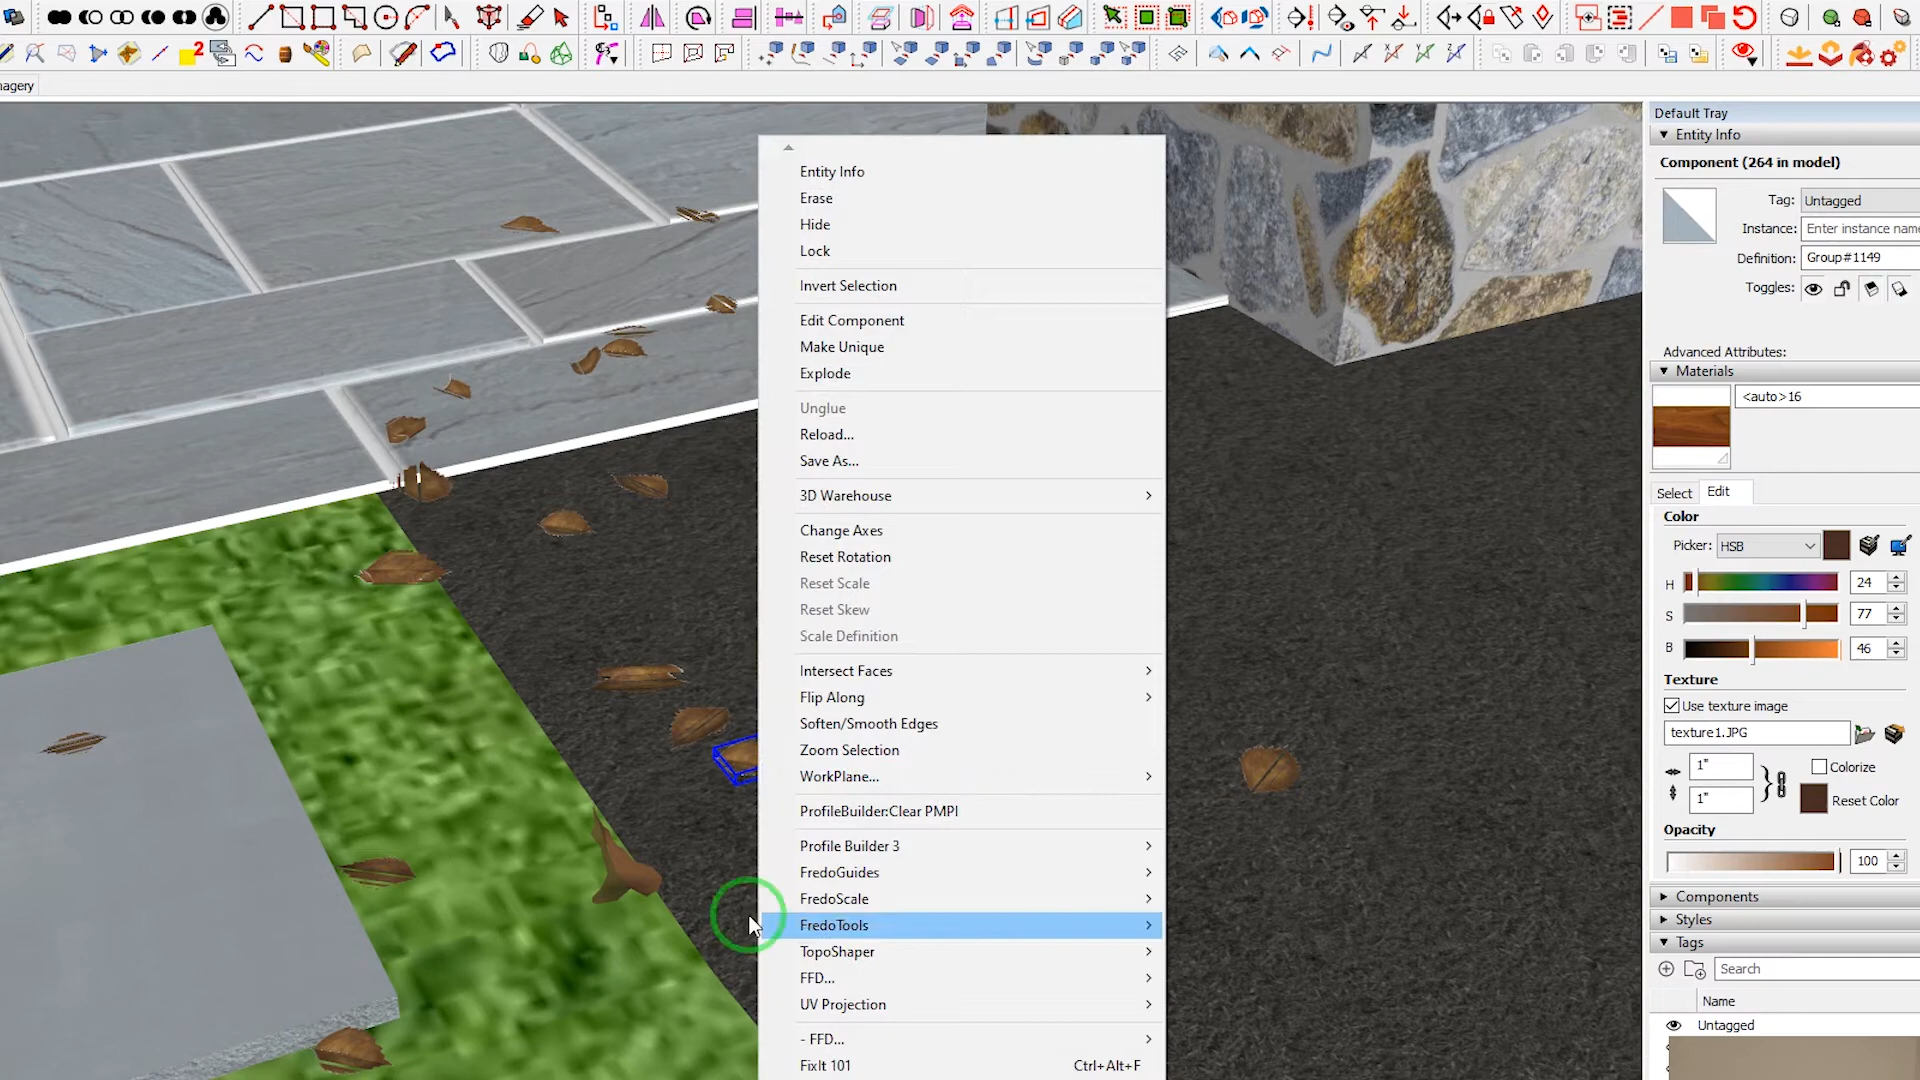 2
agery
Default Tray
Entity Info
Component (264 in model)
Tag: Untagged
Instance: Enter instance name
Definition: Group#1149
Toggles:
Advanced Attributes:
Materials
<auto>16
Select Edit
Color
Picker: HSB
H 24
S 77
B 46
Texture
Use texture image
texture1.JPG
1"
Colorize
1"
Reset Color
Opacity
100
Components
Styles
Tags
Search
Name
Untagged
Entity Info
Erase
Hide
Lock
Invert Selection
Edit Component
Make Unique
Explode
Unglue
Reload...
Save As...
3D Warehouse
Change Axes
Reset Rotation
Reset Scale
Reset Skew
Scale Definition
Intersect Faces
Flip Along
Soften/Smooth Edges
Zoom Selection
WorkPlane...
ProfileBuilder:Clear PMPI
Profile Builder 3
FredoGuides
FredoScale
FredoTools
TopoShaper
FFD...
UV Projection
- FFD...
FixIt 101 Ctrl+Alt+F